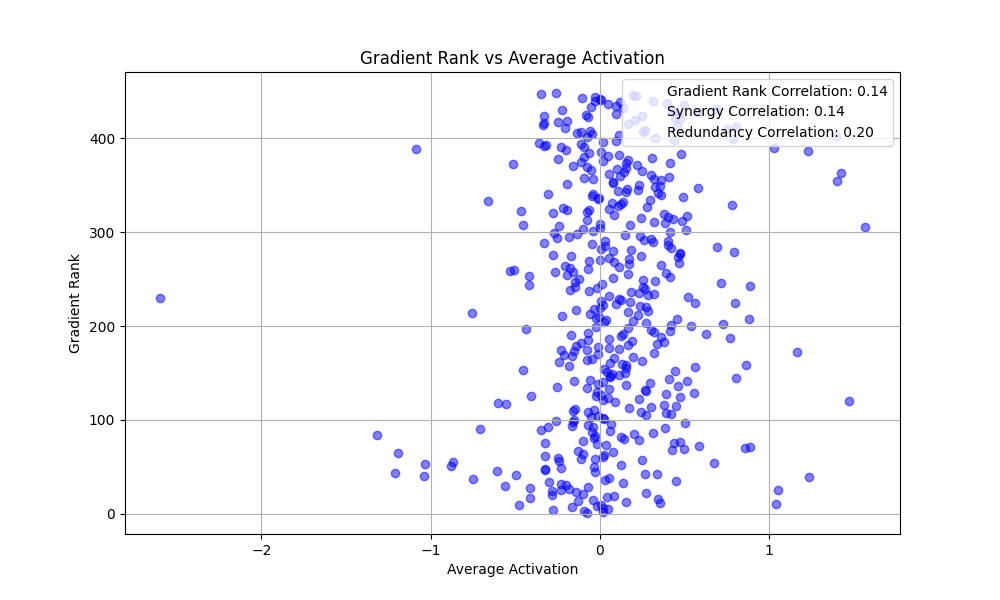 Gradient Rank vs Average Activation
Gradient Rank Correlation: 0.14
Synergy Correlation: 0.14
Redundancy Correlation: 0.20
Gradient Rank
400
300
200
100
0
−2
−1
0
1
Average Activation